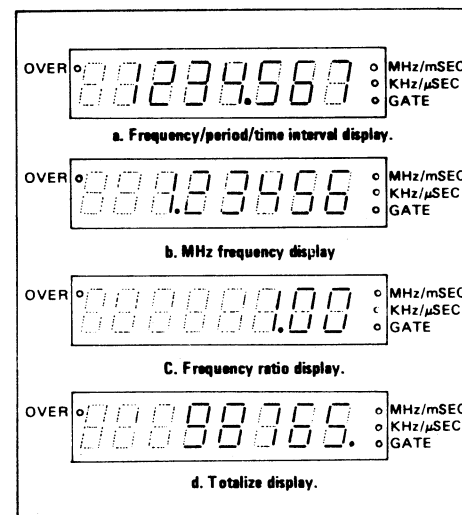 OVER 1234.567 MHz/mSEC
KHz/μSEC
GATE
a. Frequency/period/time interval display.
OVER 1.23456 MHz/mSEC
KHz/μSEC
GATE
b. MHz frequency display
OVER 1.00 MHz/mSEC
KHz/μSEC
GATE
C. Frequency ratio display.
OVER 98765. MHz/mSEC
KHz/μSEC
GATE
d. Totalize display.